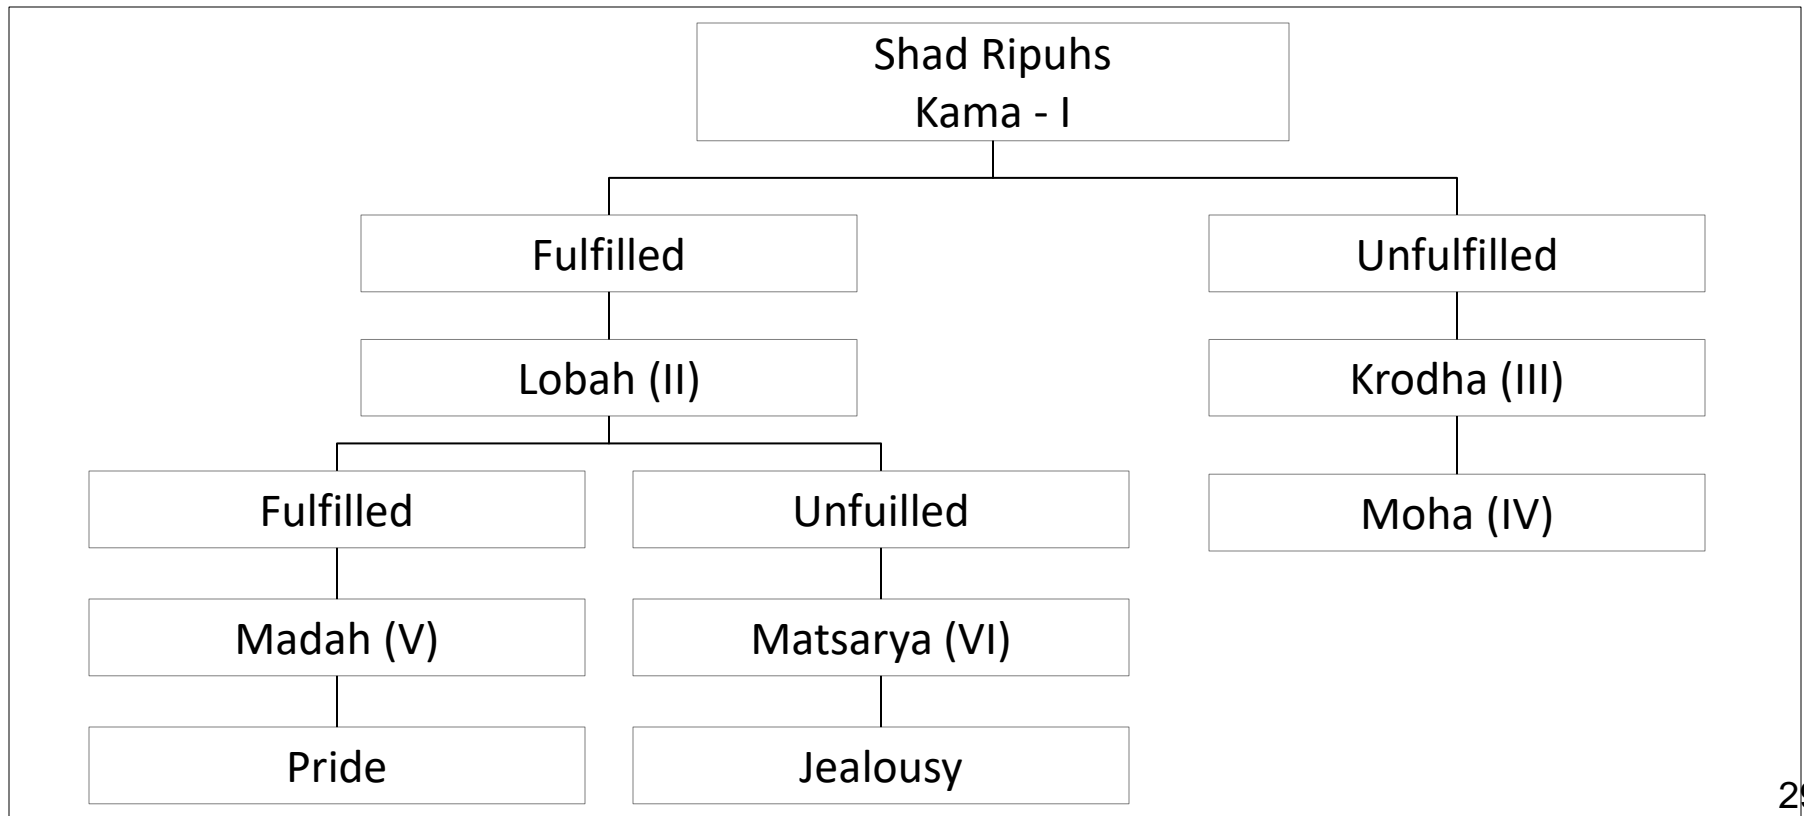 Shad Ripuhs
Kama - I
Fulfilled
Unfulfilled
Lobah (II)
Krodha (III)
Fulfilled
Unfuilled
Moha (IV)
Madah (V)
Matsarya (VI)
Pride
Jealousy